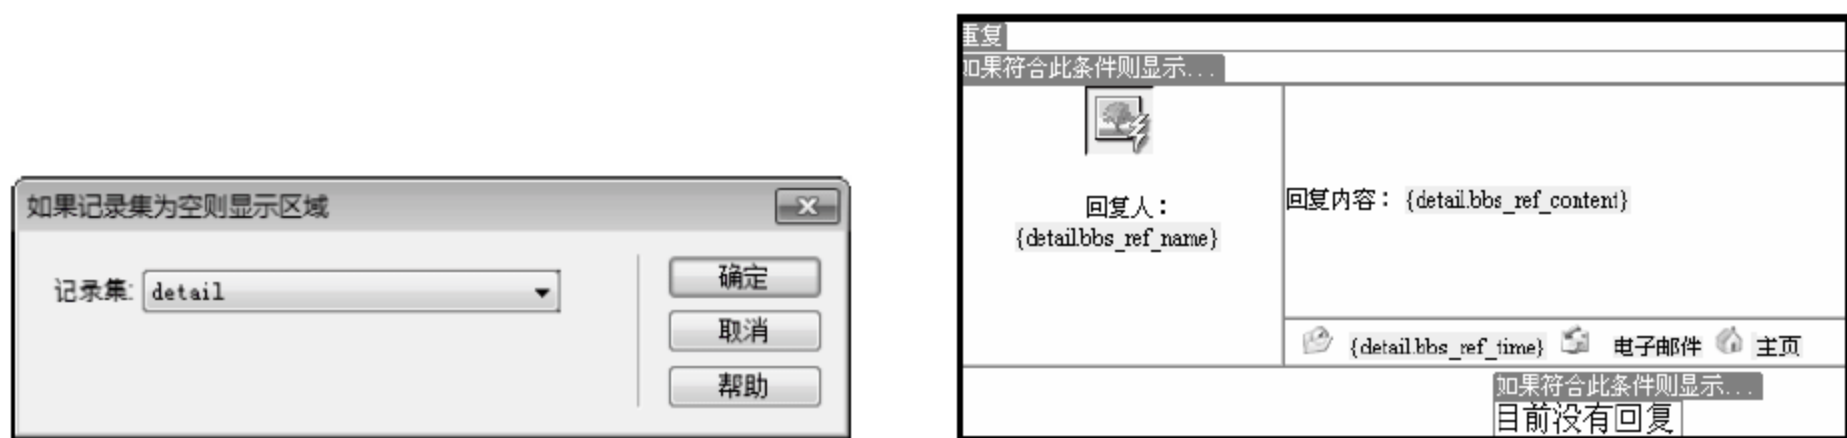 如果记录集为空则显示区域
记录集: detail
确定
取消
帮助
重复
如果符合此条件则显示...
回复人：
{detail.bbs_ref_name}
回复内容： {detail.bbs_ref_content}
{detail.bbs_ref_time} 电子邮件 主页
如果符合此条件则显示...
目前没有回复